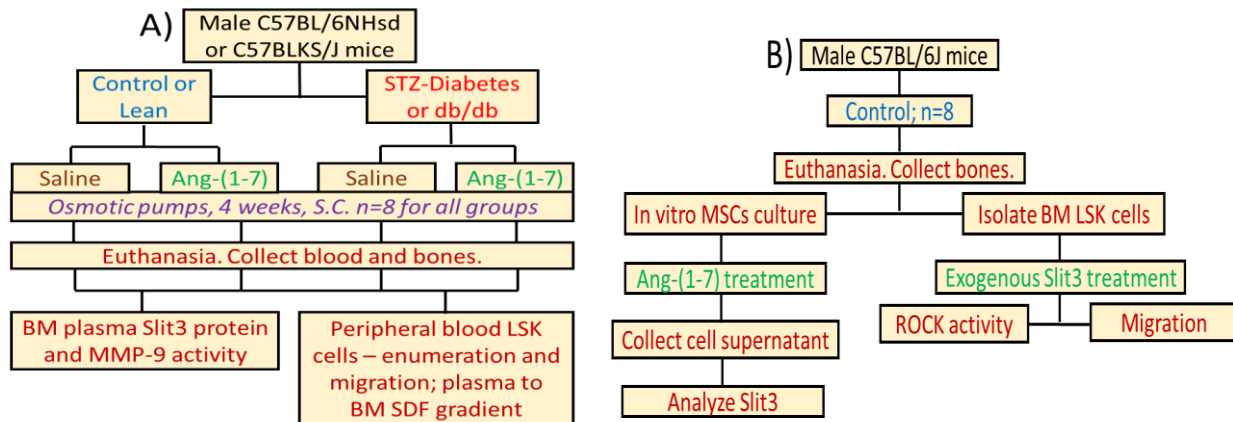 A)
Male C57BL/6NHsd
or C57BLKS/J mice
Control or
Lean
STZ-Diabetes
or db/db
Saline
Ang-(1-7)
Saline
Ang-(1-7)
Osmotic pumps, 4 weeks, S.C. n=8 for all groups
Euthanasia. Collect blood and bones.
BM plasma Slit3 protein
and MMP-9 activity
Peripheral blood LSK
cells – enumeration and
migration; plasma to
BM SDF gradient
B)
Male C57BL/6J mice
Control; n=8
Euthanasia. Collect bones.
In vitro MSCs culture
Isolate BM LSK cells
Ang-(1-7) treatment
Exogenous Slit3 treatment
Collect cell supernatant
ROCK activity
Migration
Analyze Slit3